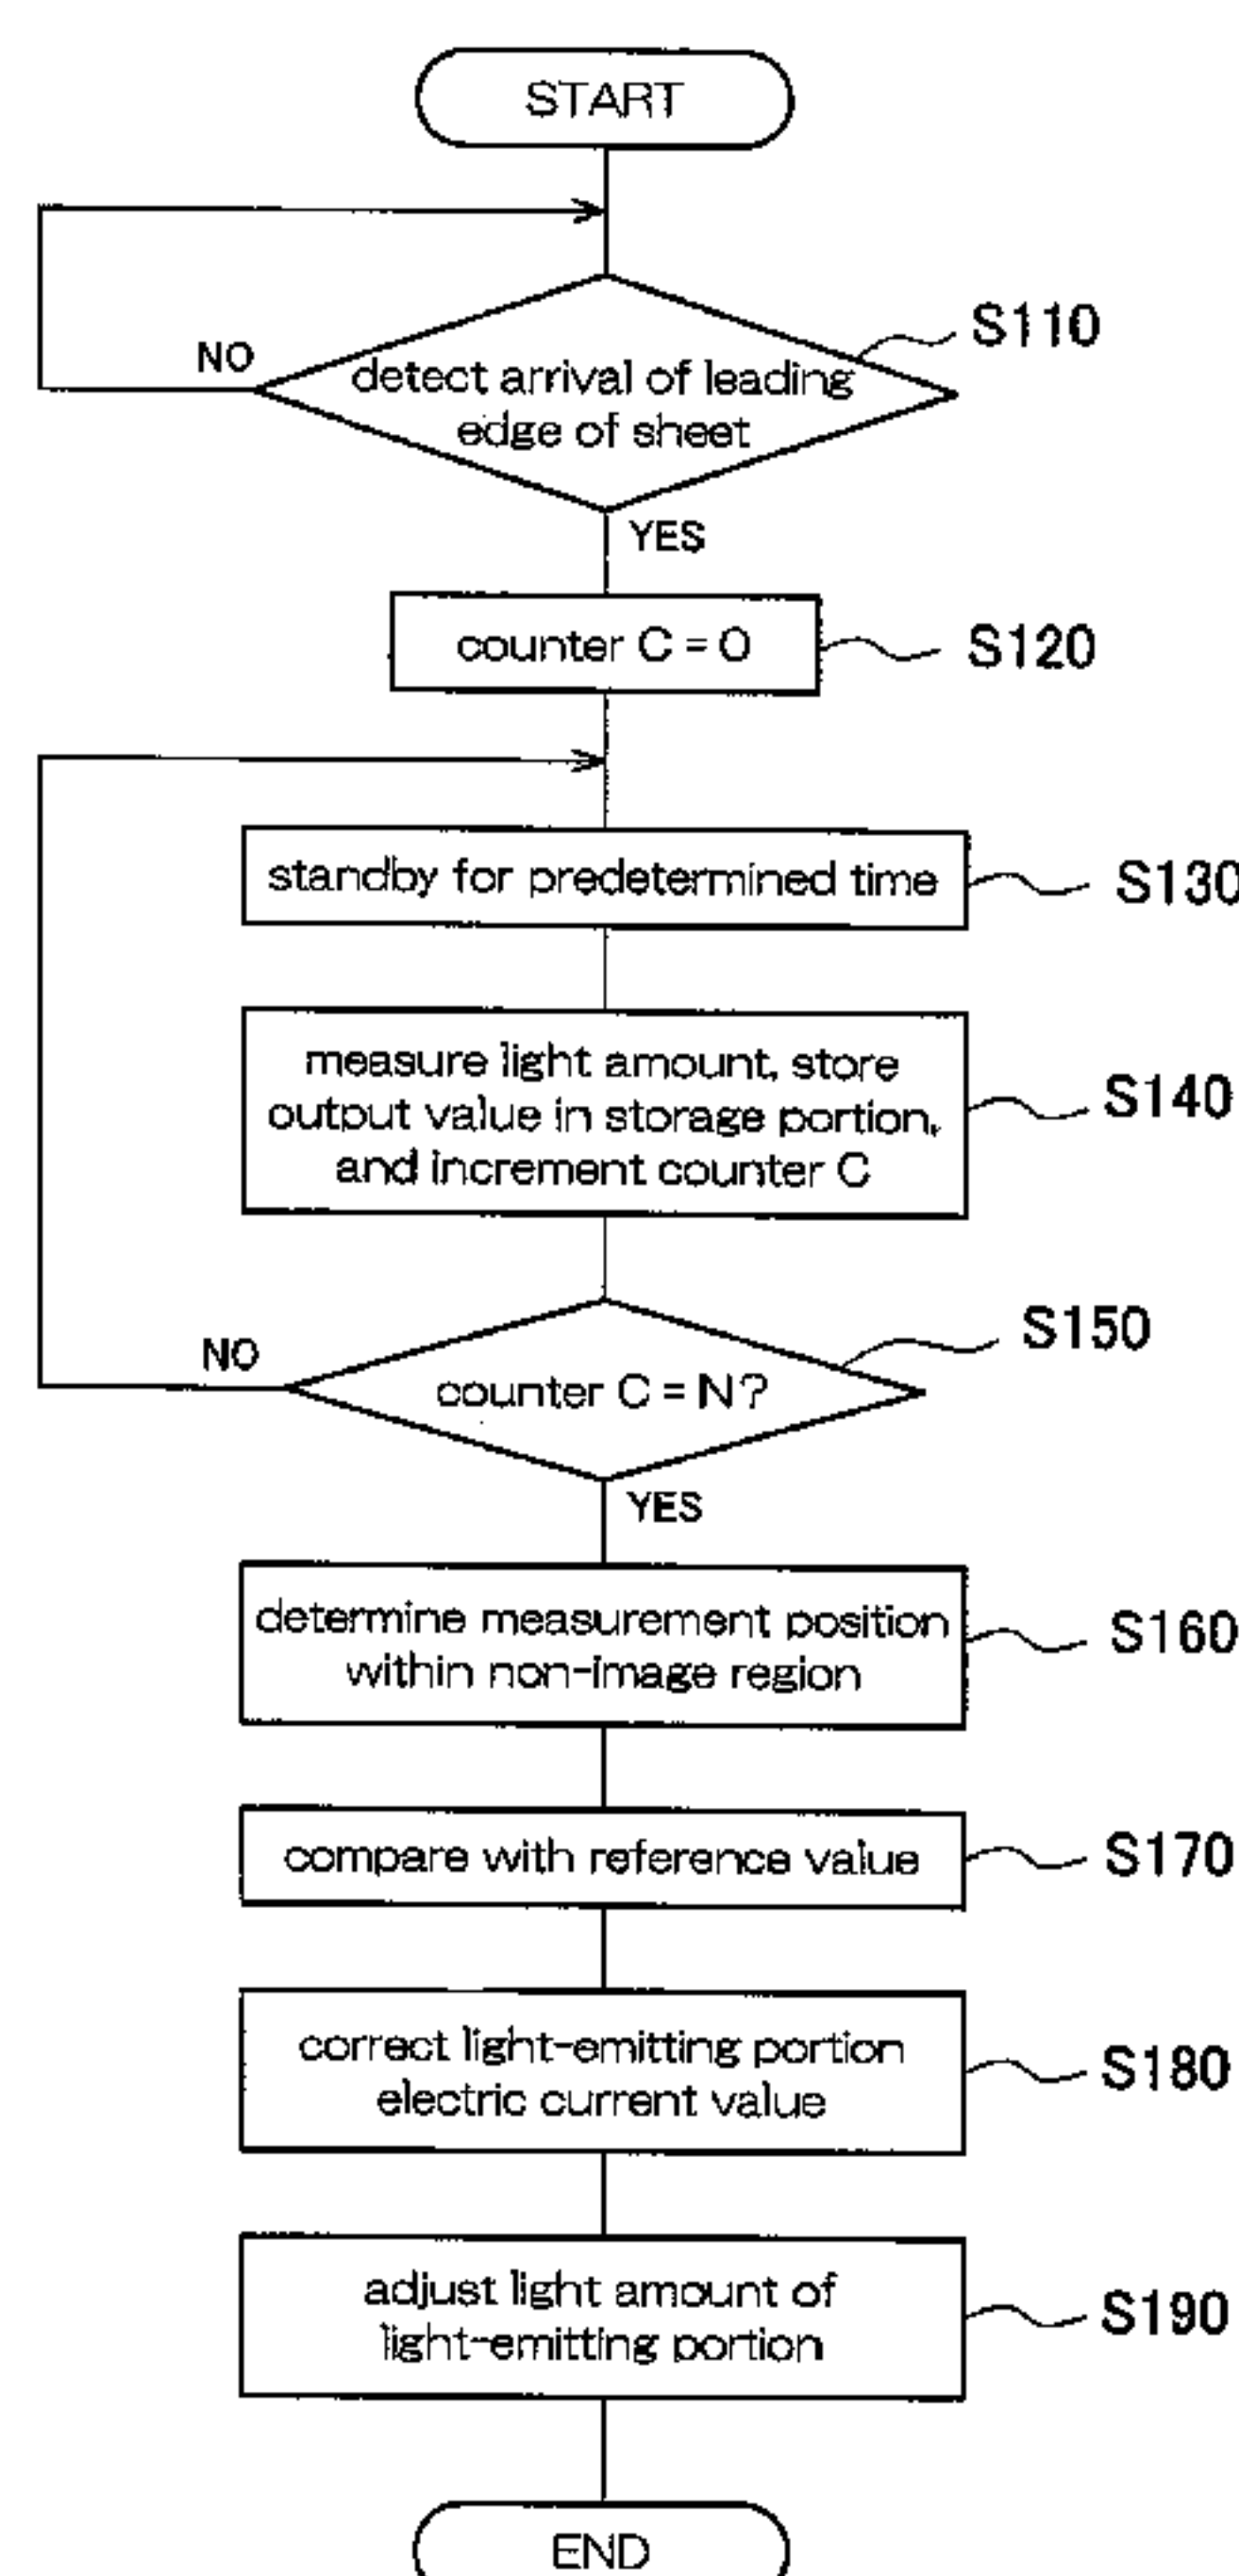 START
S110
NO
detect arrival of leading
edge of sheet
YES
counter C = 0
S120
standby for predetermined time
S130
measure light amount, store
output value in storage portion,
and increment counter C
S140
S150
NO
counter C = N?
YES
determine measurement position
within non-image region
S160
compare with reference value
S170
correct light-emitting portion
electric current value
S180
adjust light amount of
light-emitting portion
S190
END